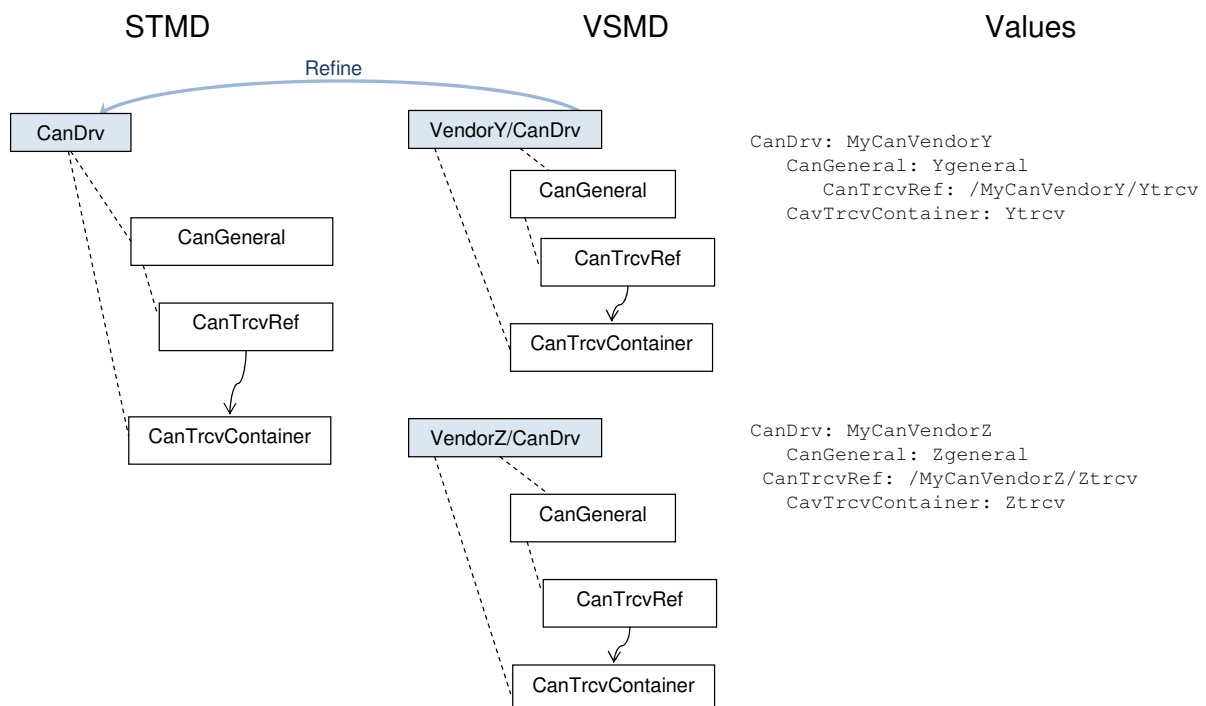 STMD
VSMD
Values
Refine
CanDrv
CanGeneral
CanTrcvRef
CanTrcvContainer
VendorY/CanDrv
CanGeneral
CanTrcvRef
CanTrcvContainer
CanDrv: MyCanVendorY
CanGeneral: Ygeneral
CanTrcvRef: /MyCanVendorY/Ytrcv
CavTrcvContainer: Ytrcv
VendorZ/CanDrv
CanGeneral
CanTrcvRef
CanTrcvContainer
CanDrv: MyCanVendorZ
CanGeneral: Zgeneral
CanTrcvRef: /MyCanVendorZ/Ztrcv
CavTrcvContainer: Ztrcv